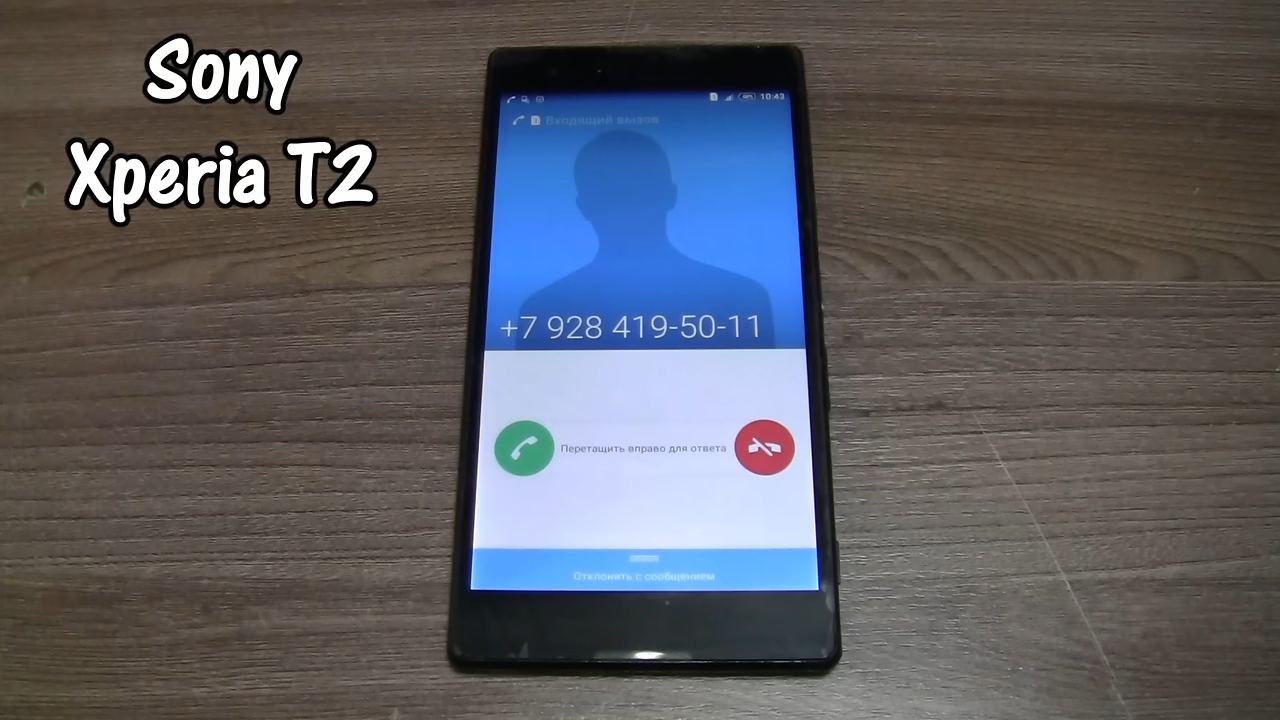 Sony
Xperia T2
10:43
Входящий вызов
+7 928 419-50-11
Перетащить вправо для ответа
Отклонить с сообщением